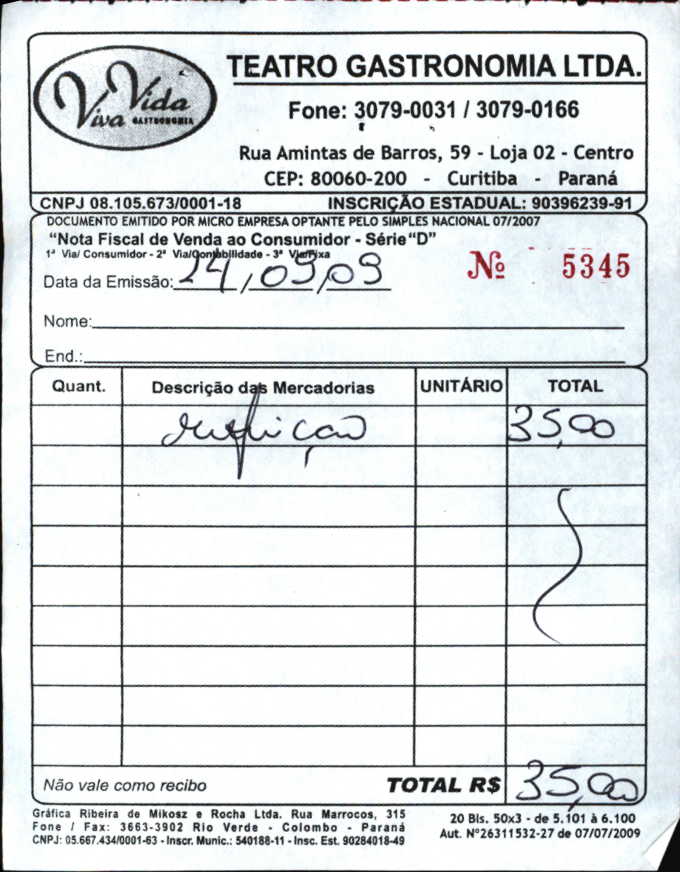 Viva Vida
GASTRONOMIA
TEATRO GASTRONOMIA LTDA.
Fone: 3079-0031 / 3079-0166
Rua Amintas de Barros, 59 - Loja 02 - Centro
CEP: 80060-200 - Curitiba - Paraná
CNPJ 08.105.673/0001-18 INSCRIÇÃO ESTADUAL: 90396239-91
DOCUMENTO EMITIDO POR MICRO EMPRESA OPTANTE PELO SIMPLES NACIONAL 07/2007
"Nota Fiscal de Venda ao Consumidor - Série "D"
1ª Via/ Consumidor - 2ª Via/Contabilidade - 3ª Via/Fixa
Nº 5345
Data da Emissão: 24/09/09
Nome:
End.:
Quant. Descrição das Mercadorias UNITÁRIO TOTAL
refeição 35,00
Não vale como recibo TOTAL R$ 35,00
Gráfica Ribeira de Mikosz e Rocha Ltda. Rua Marrocos, 315
Fone / Fax: 3663-3902 Rio Verde - Colombo - Paraná
CNPJ: 05.667.434/0001-63 - Inscr. Munic.: 540188-11 - Insc. Est. 90284018-49
20 Bls. 50x3 - de 5.101 à 6.100
Aut. Nº26311532-27 de 07/07/2009